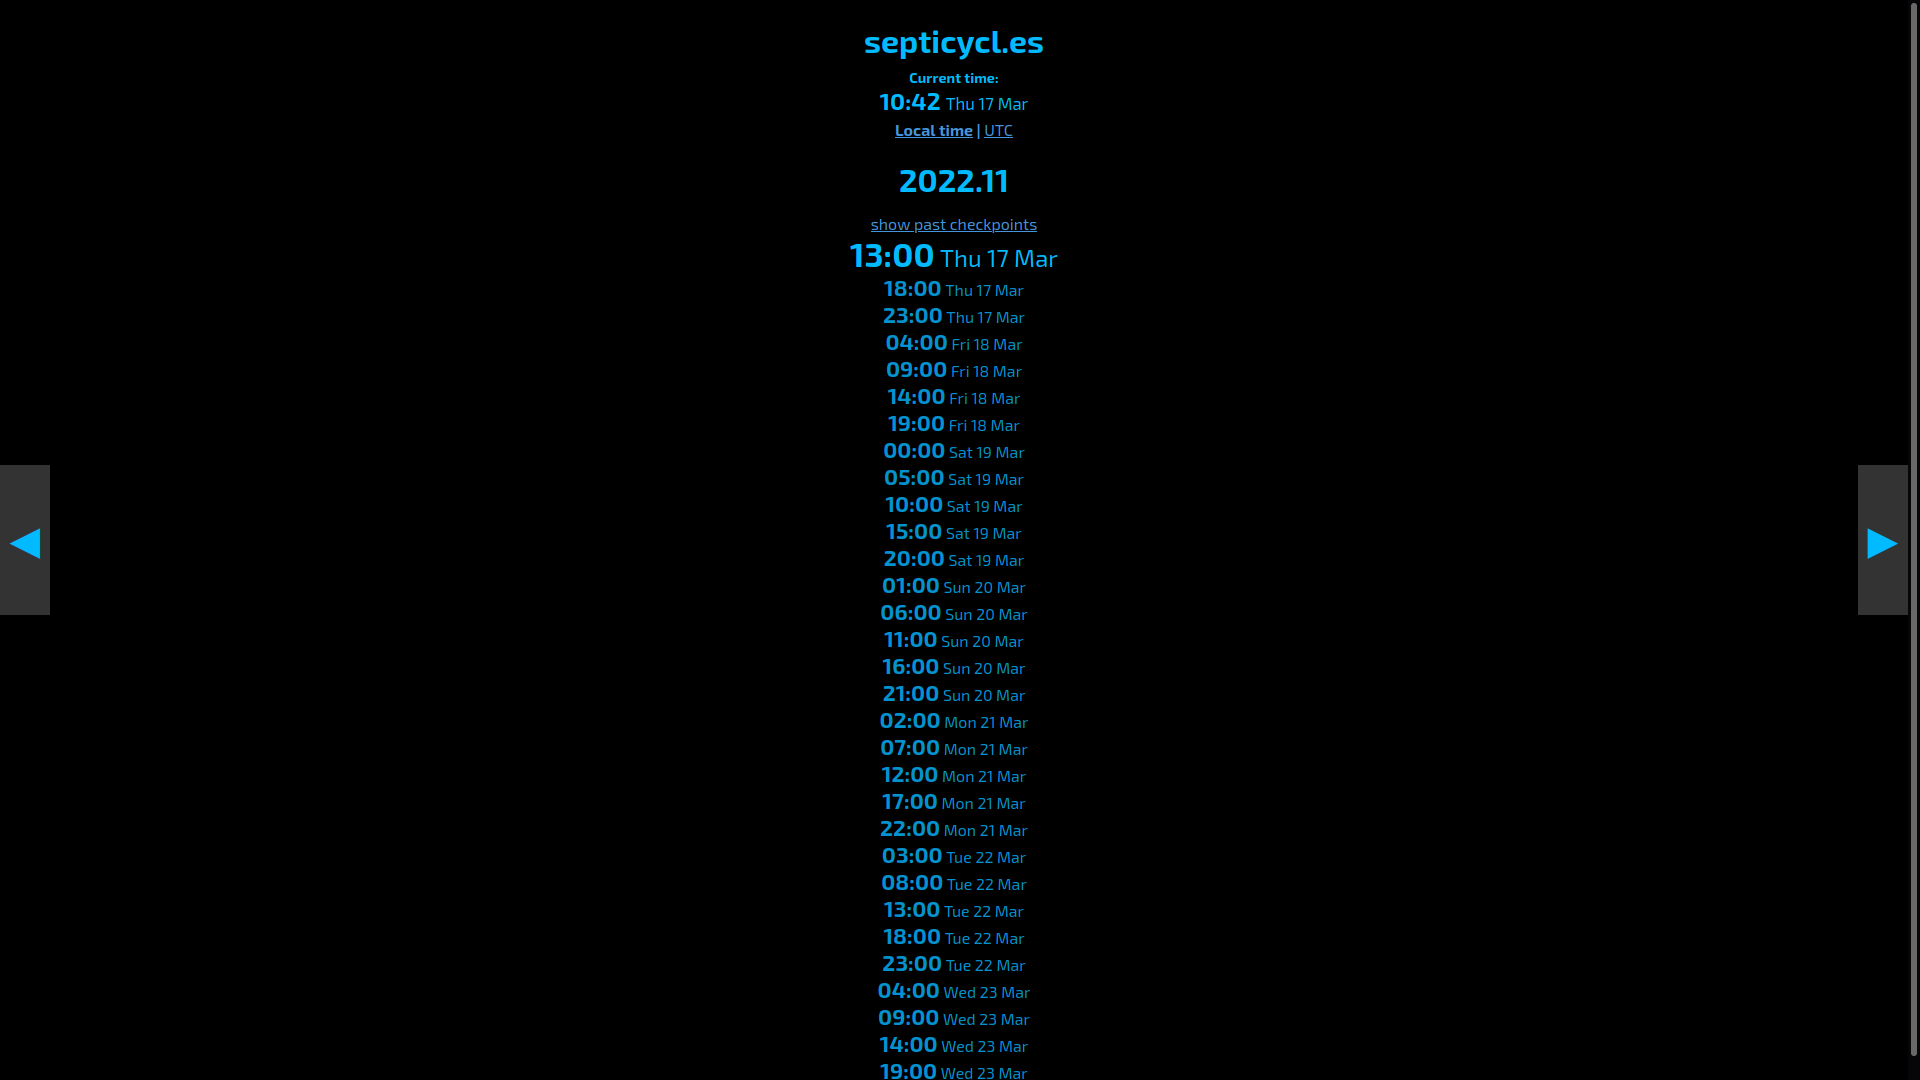 septicycl.es
Current time:
10:42 Thu 17 Mar
Local time | UTC
2022.11
show past checkpoints
13:00 Thu 17 Mar
18:00 Thu 17 Mar
23:00 Thu 17 Mar
04:00 Fri 18 Mar
09:00 Fri 18 Mar
14:00 Fri 18 Mar
19:00 Fri 18 Mar
00:00 Sat 19 Mar
05:00 Sat 19 Mar
10:00 Sat 19 Mar
15:00 Sat 19 Mar
20:00 Sat 19 Mar
01:00 Sun 20 Mar
06:00 Sun 20 Mar
11:00 Sun 20 Mar
16:00 Sun 20 Mar
21:00 Sun 20 Mar
02:00 Mon 21 Mar
07:00 Mon 21 Mar
12:00 Mon 21 Mar
17:00 Mon 21 Mar
22:00 Mon 21 Mar
03:00 Tue 22 Mar
08:00 Tue 22 Mar
13:00 Tue 22 Mar
18:00 Tue 22 Mar
23:00 Tue 22 Mar
04:00 Wed 23 Mar
09:00 Wed 23 Mar
14:00 Wed 23 Mar
19:00 Wed 23 Mar